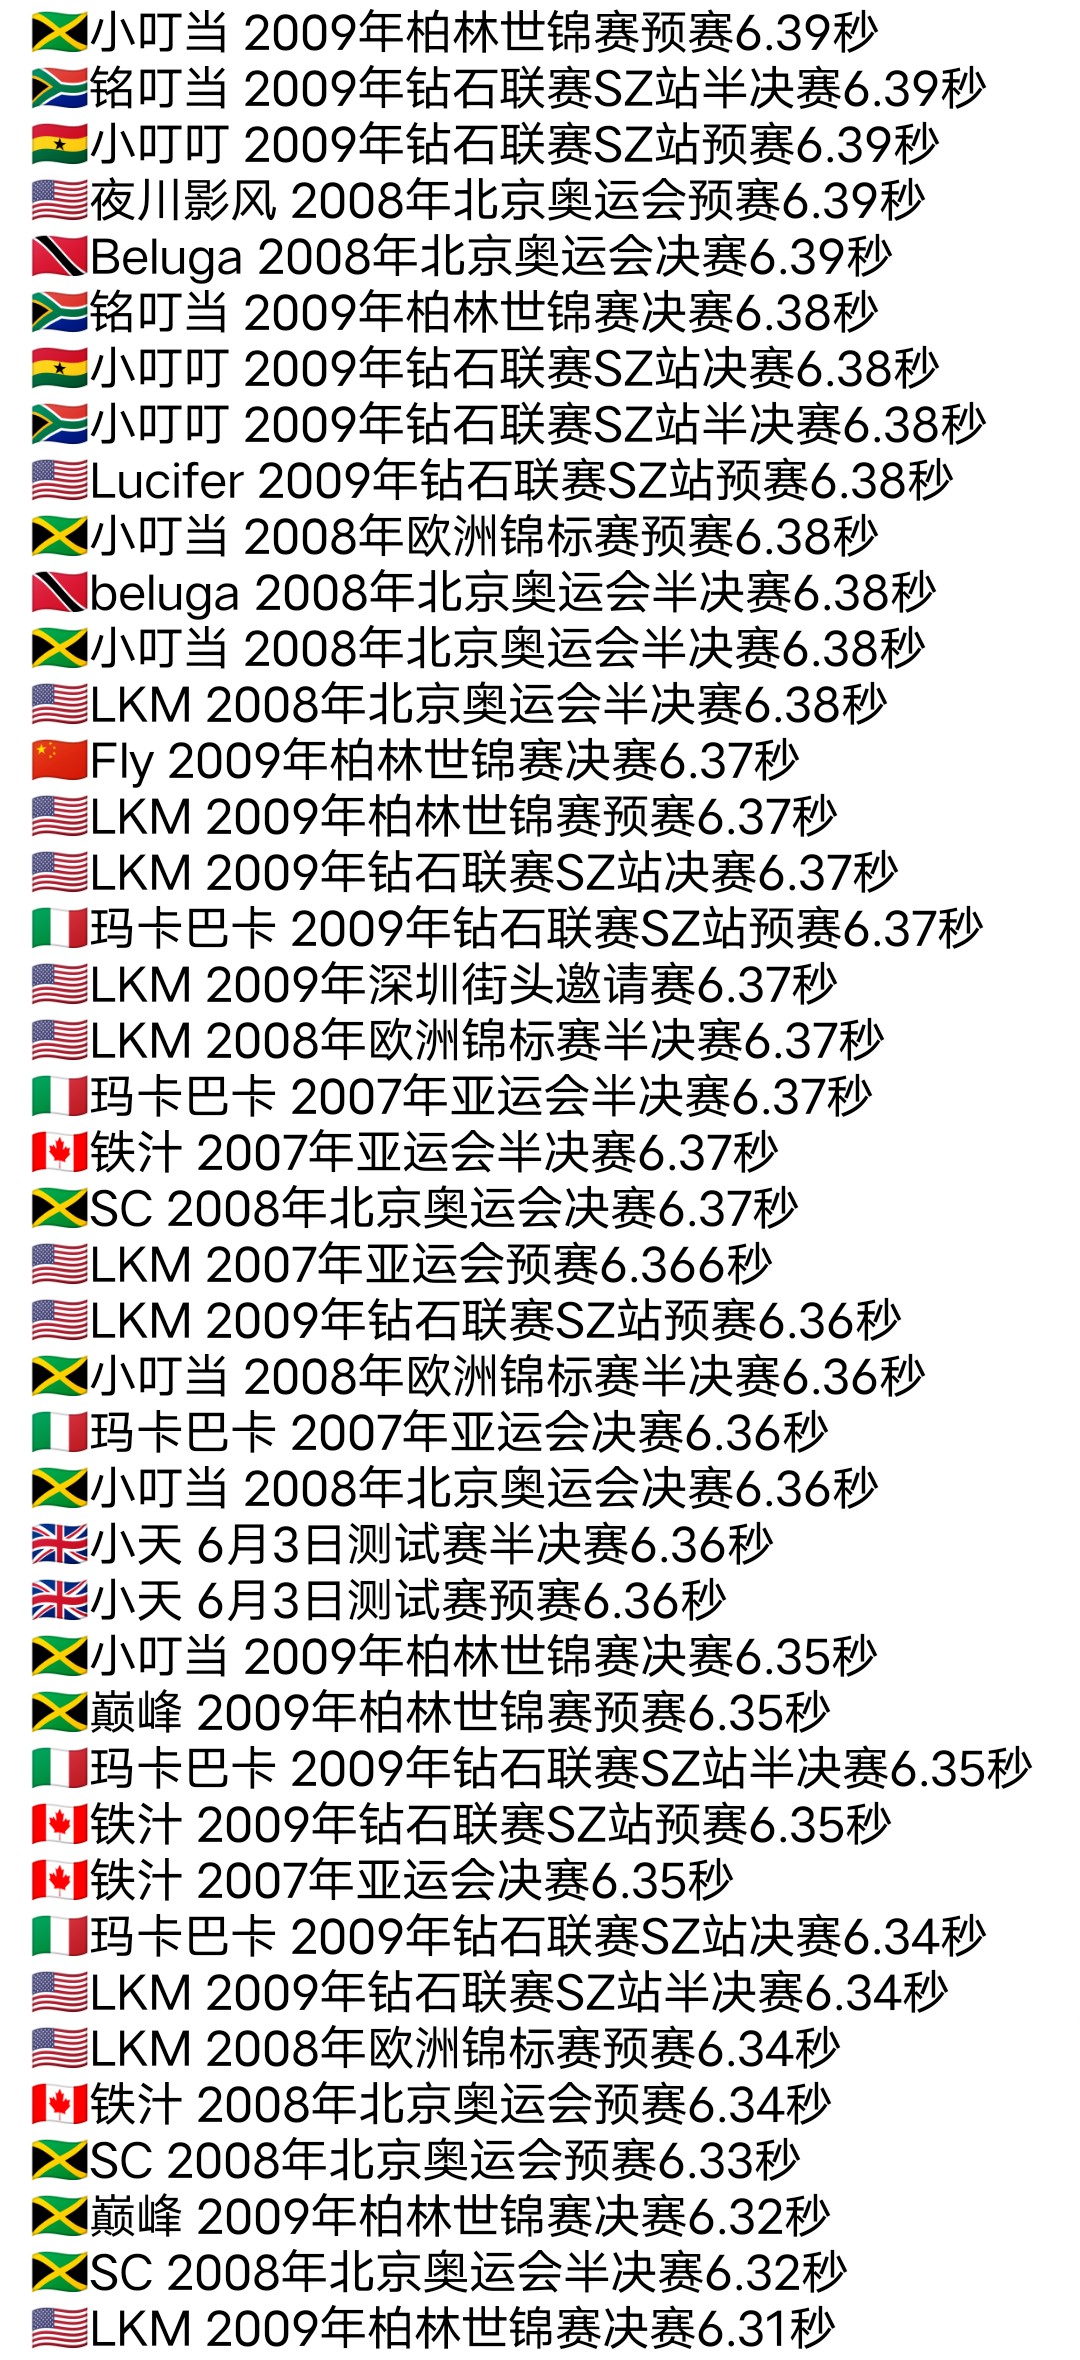 🇯🇲小叮当 2009年柏林世锦赛预赛6.39秒
🇿🇦铭叮当 2009年钻石联赛SZ站半决赛6.39秒
🇬🇭小叮叮 2009年钻石联赛SZ站预赛6.39秒
🇺🇸夜川影风 2008年北京奥运会预赛6.39秒
🇹🇹Beluga 2008年北京奥运会决赛6.39秒
🇿🇦铭叮当 2009年柏林世锦赛决赛6.38秒
🇬🇭小叮叮 2009年钻石联赛SZ站决赛6.38秒
🇿🇦小叮叮 2009年钻石联赛SZ站半决赛6.38秒
🇺🇸Lucifer 2009年钻石联赛SZ站预赛6.38秒
🇯🇲小叮当 2008年欧洲锦标赛预赛6.38秒
🇹🇹beluga 2008年北京奥运会半决赛6.38秒
🇯🇲小叮当 2008年北京奥运会半决赛6.38秒
🇺🇸LKM 2008年北京奥运会半决赛6.38秒
🇨🇳Fly 2009年柏林世锦赛决赛6.37秒
🇺🇸LKM 2009年柏林世锦赛预赛6.37秒
🇺🇸LKM 2009年钻石联赛SZ站决赛6.37秒
🇮🇹玛卡巴卡 2009年钻石联赛SZ站预赛6.37秒
🇺🇸LKM 2009年深圳街头邀请赛6.37秒
🇺🇸LKM 2008年欧洲锦标赛半决赛6.37秒
🇮🇹玛卡巴卡 2007年亚运会半决赛6.37秒
🇨🇦铁汁 2007年亚运会半决赛6.37秒
🇯🇲SC 2008年北京奥运会决赛6.37秒
🇺🇸LKM 2007年亚运会预赛6.366秒
🇺🇸LKM 2009年钻石联赛SZ站预赛6.36秒
🇯🇲小叮当 2008年欧洲锦标赛半决赛6.36秒
🇮🇹玛卡巴卡 2007年亚运会决赛6.36秒
🇯🇲小叮当 2008年北京奥运会决赛6.36秒
🇬🇧小天 6月3日测试赛半决赛6.36秒
🇬🇧小天 6月3日测试赛预赛6.36秒
🇯🇲小叮当 2009年柏林世锦赛决赛6.35秒
🇯🇲巅峰 2009年柏林世锦赛预赛6.35秒
🇮🇹玛卡巴卡 2009年钻石联赛SZ站半决赛6.35秒
🇨🇦铁汁 2009年钻石联赛SZ站预赛6.35秒
🇨🇦铁汁 2007年亚运会决赛6.35秒
🇮🇹玛卡巴卡 2009年钻石联赛SZ站决赛6.34秒
🇺🇸LKM 2009年钻石联赛SZ站半决赛6.34秒
🇺🇸LKM 2008年欧洲锦标赛预赛6.34秒
🇨🇦铁汁 2008年北京奥运会预赛6.34秒
🇯🇲SC 2008年北京奥运会预赛6.33秒
🇯🇲巅峰 2009年柏林世锦赛决赛6.32秒
🇯🇲SC 2008年北京奥运会半决赛6.32秒
🇺🇸LKM 2009年柏林世锦赛决赛6.31秒